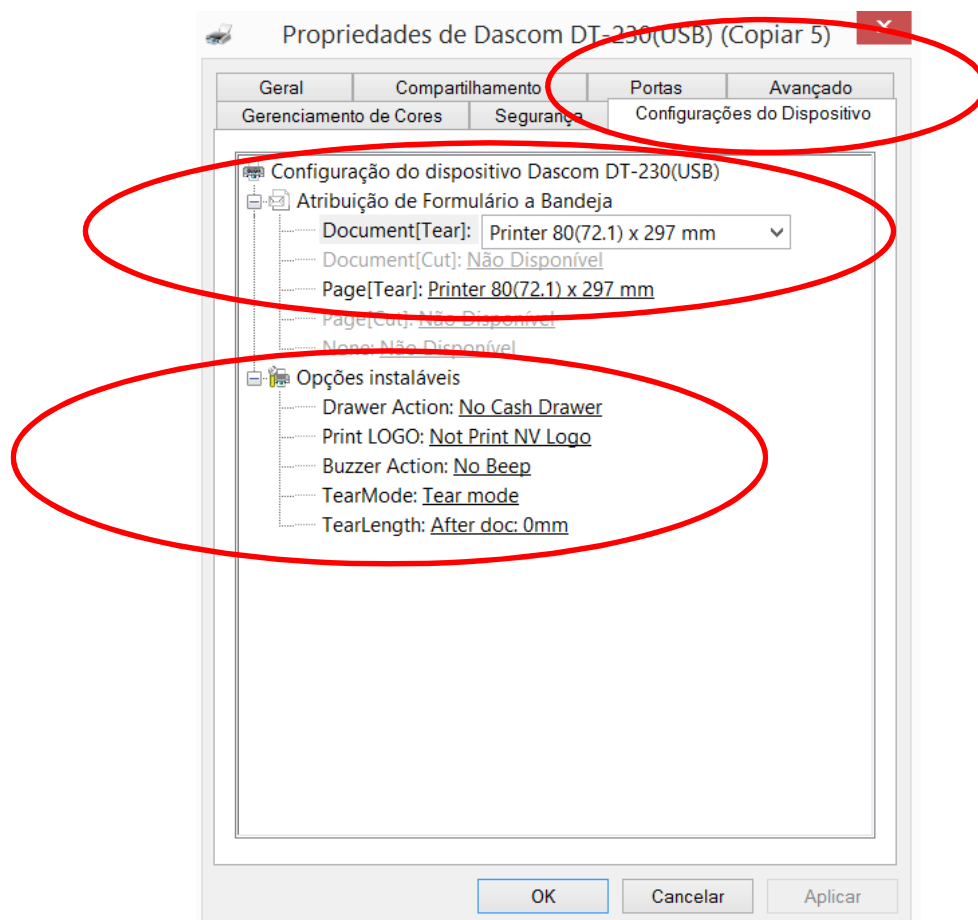 Propriedades de Dascom DT-230(USB) (Copiar 5)
Geral Compartilhamento Portas Avançado
Gerenciamento de Cores Segurança Configurações do Dispositivo
Configuração do dispositivo Dascom DT-230(USB)
Atribuição de Formulário a Bandeja
Document[Tear]: Printer 80(72.1) x 297 mm
Document[Cut]: Não Disponível
Page[Tear]: Printer 80(72.1) x 297 mm
Page[Cut]: Não Disponível
None: Não Disponível
Opções instaláveis
Drawer Action: No Cash Drawer
Print LOGO: Not Print NV Logo
Buzzer Action: No Beep
TearMode: Tear mode
TearLength: After doc: 0mm
OK Cancelar Aplicar